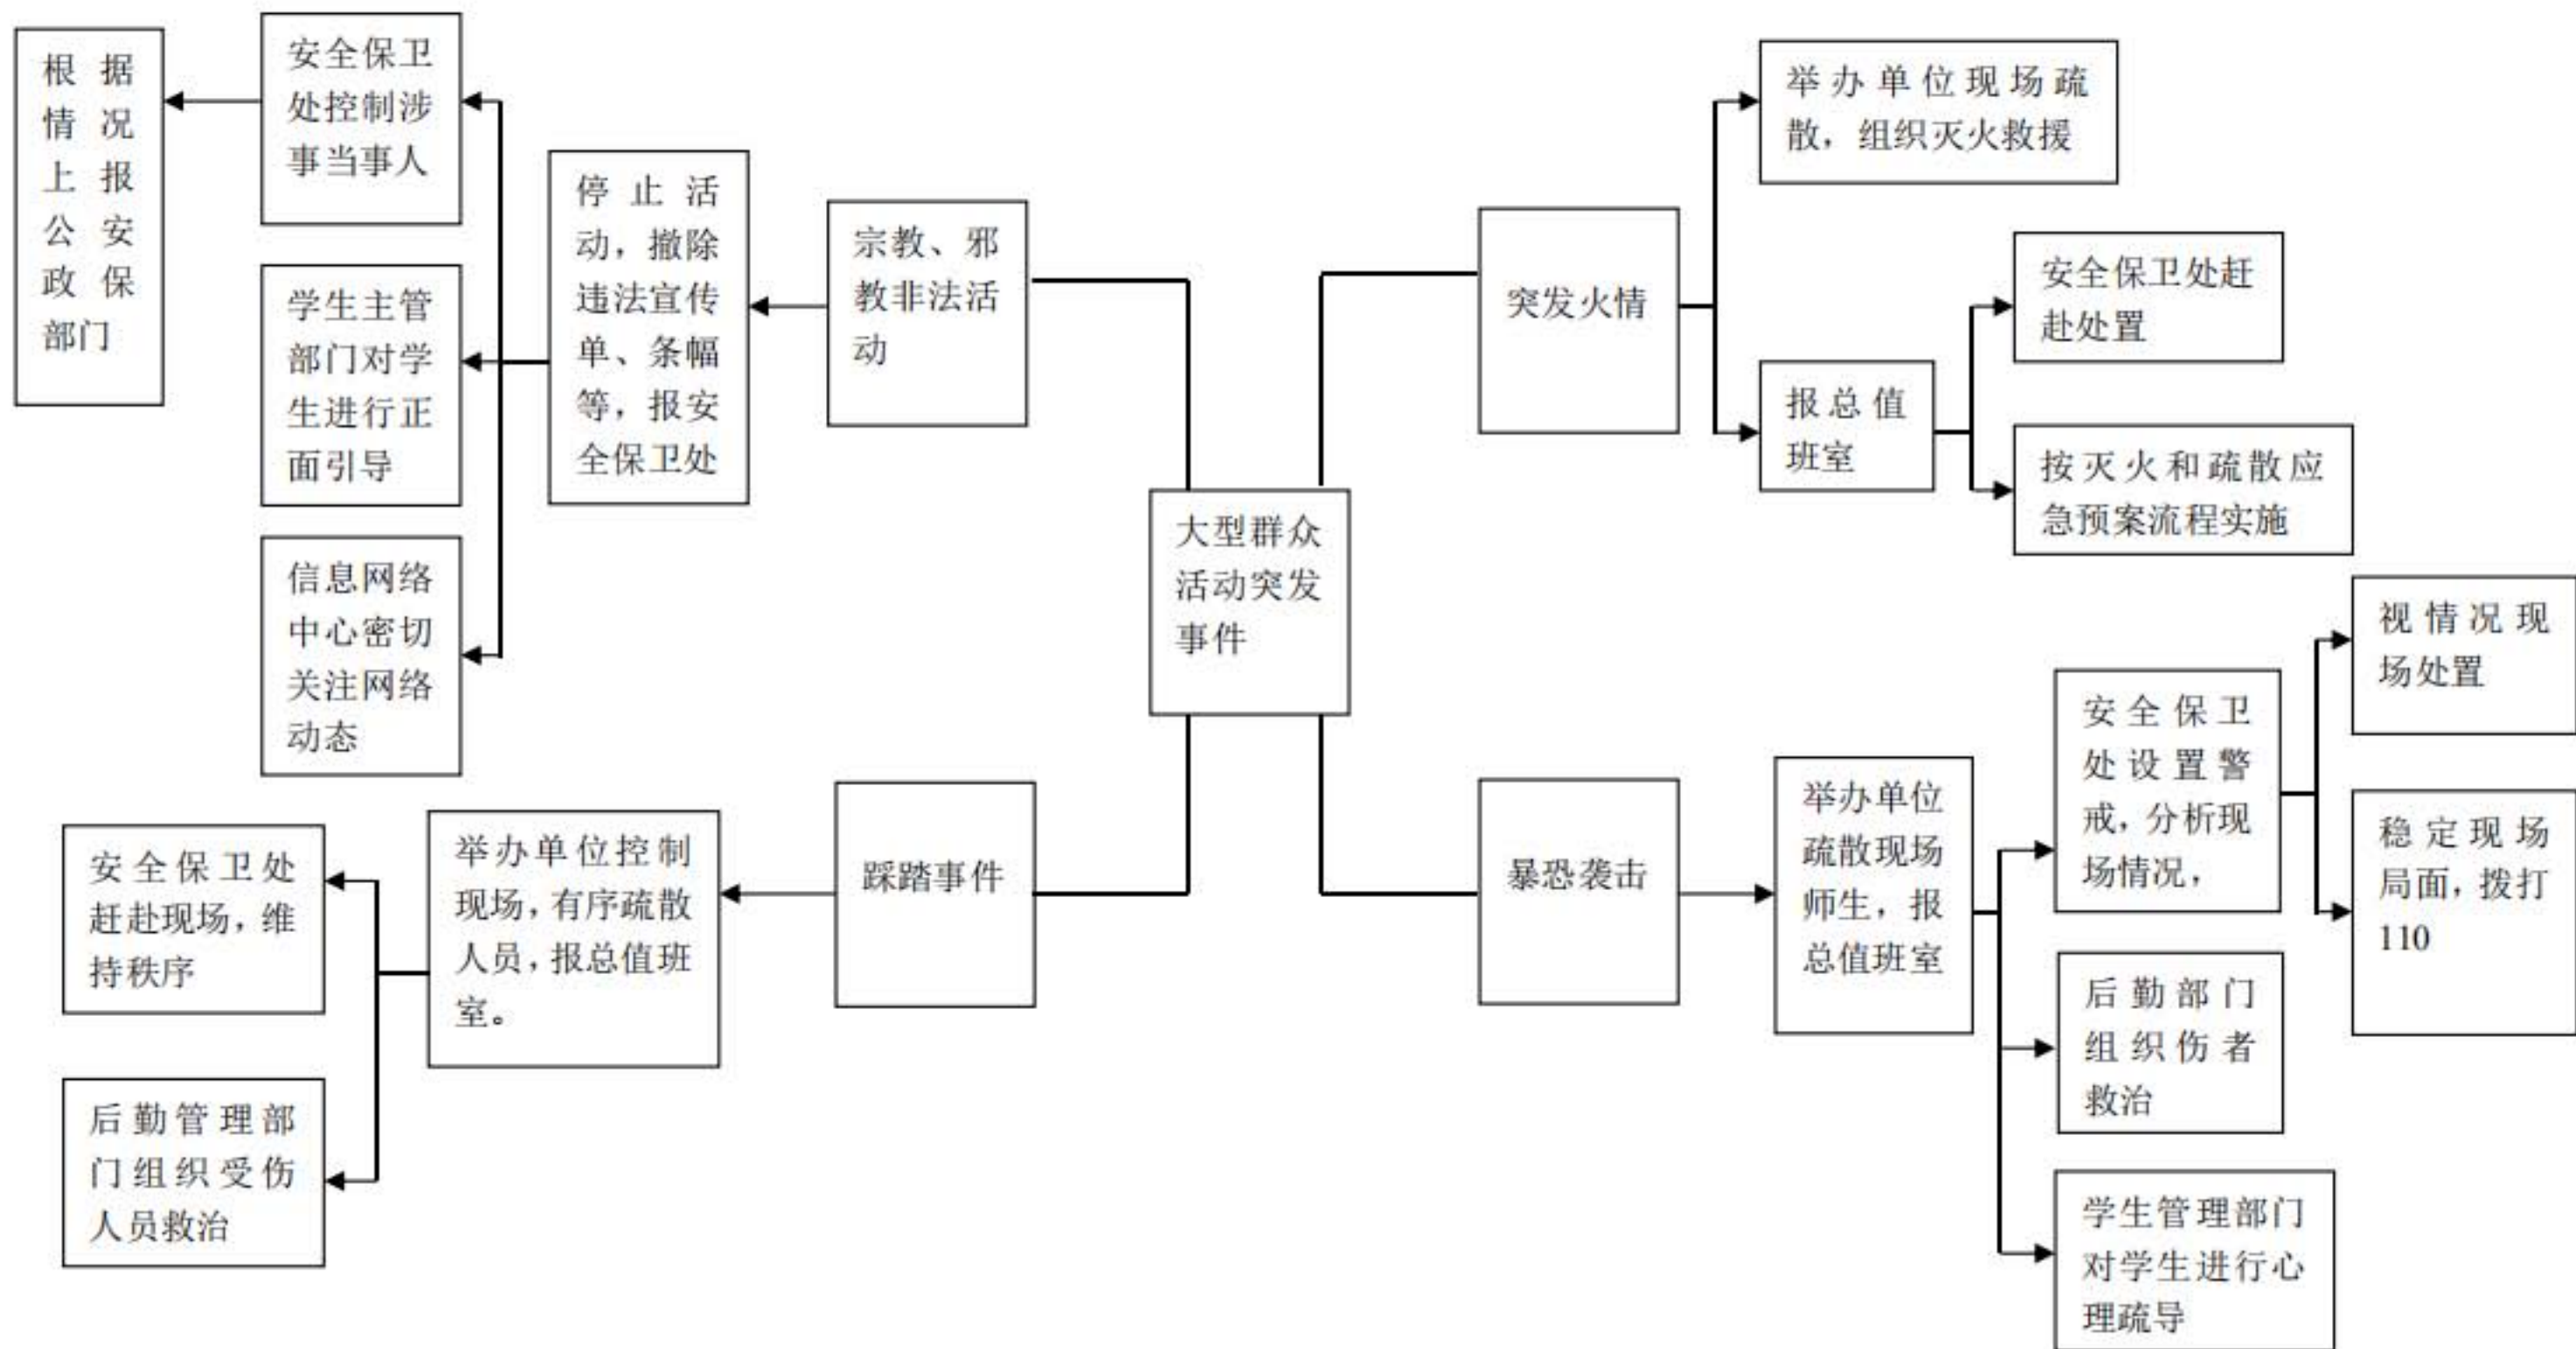 根据
情况
上报
公安
政保
部门
安全保卫
处控制涉
事当事人
学生主管
部门对学
生进行正
面引导
信息网络
中心密切
关注网络
动态
停止活
动，撤除
违法宣传
单、条幅
等，报安
全保卫处
宗教、邪
教非法活
动
大型群众
活动突发
事件
突发火情
举办单位现场疏
散，组织灭火救援
报总值
班室
安全保卫处赶
赴处置
按灭火和疏散应
急预案流程实施
踩踏事件
举办单位控制
现场，有序疏散
人员，报总值班
室。
安全保卫处
赶赴现场，维
持秩序
后勤管理部
门组织受伤
人员救治
暴恐袭击
举办单位
疏散现场
师生，报
总值班室
安全保卫
处设置警
戒，分析现
场情况，
视情况现
场处置
稳定现场
局面，拨打
110
后勤部门
组织伤者
救治
学生管理部门
对学生进行心
理疏导